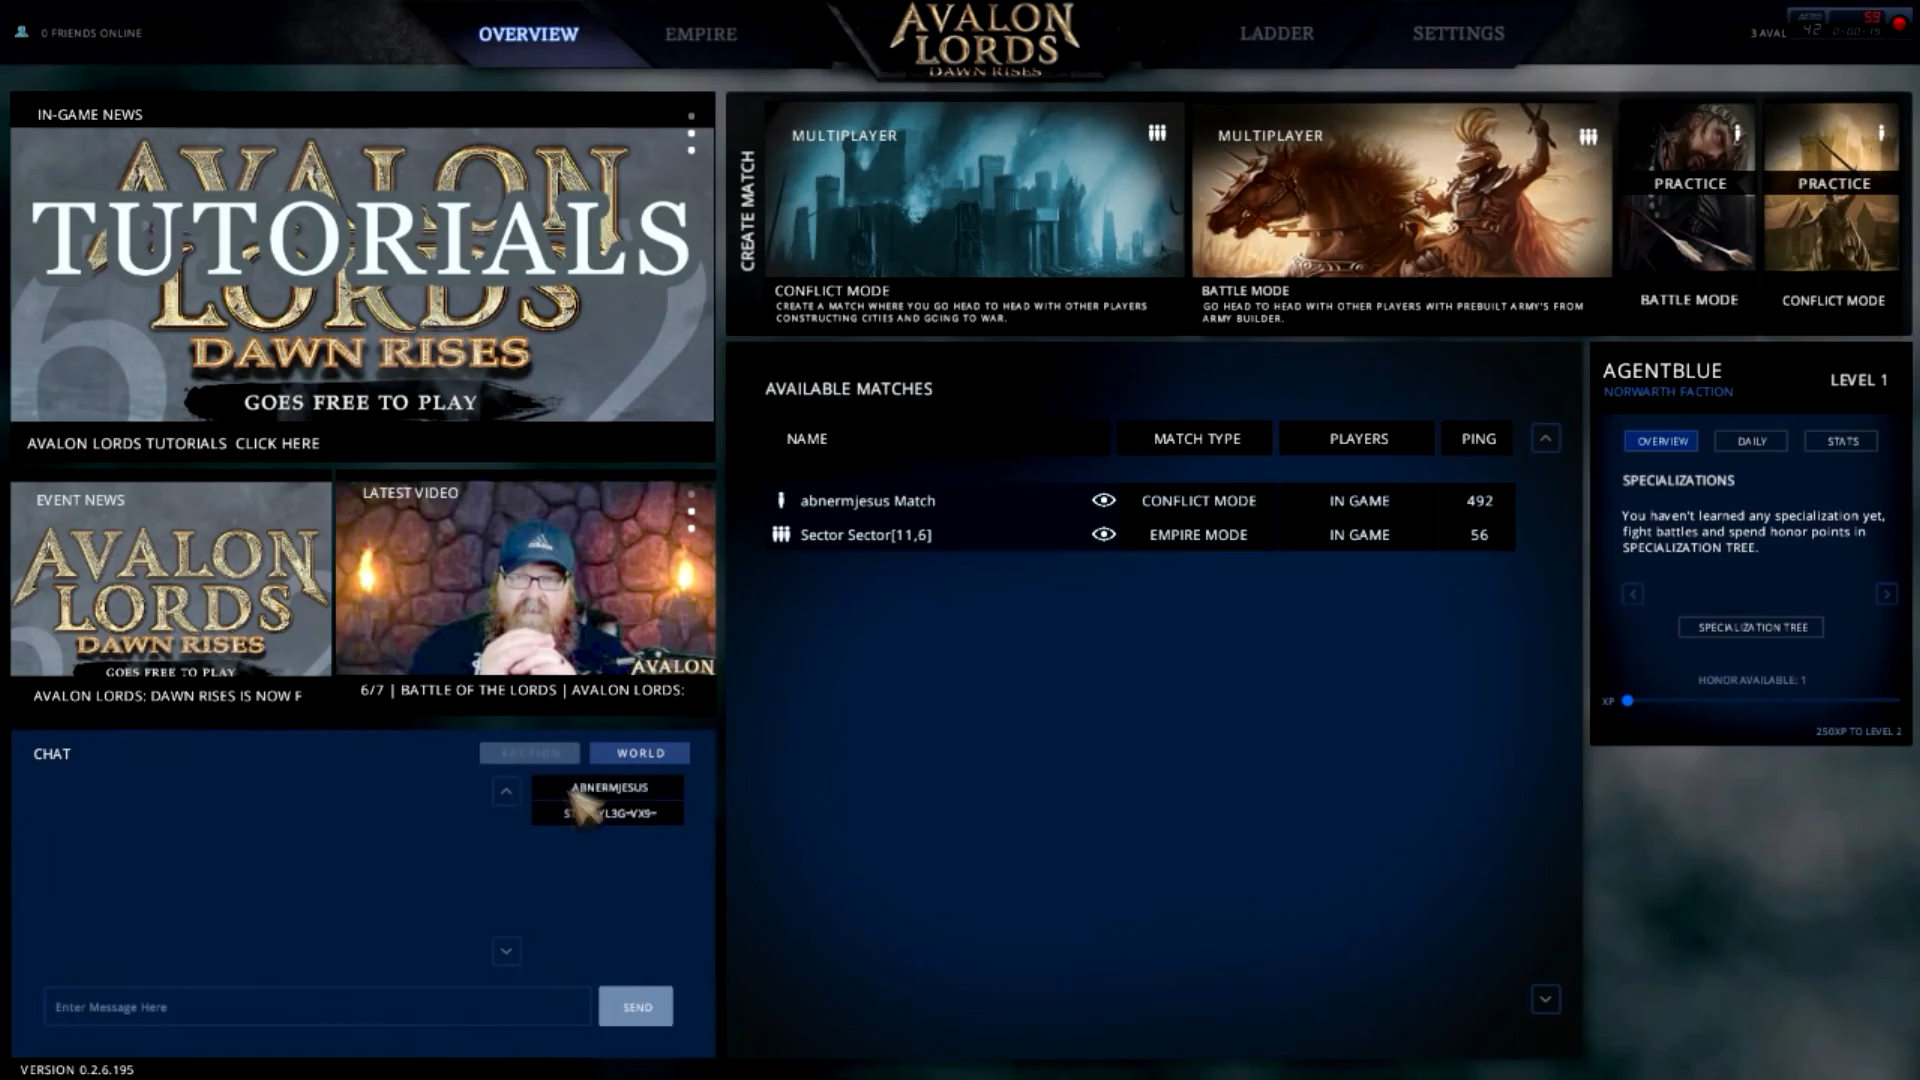 0 FRIENDS ONLINE
OVERVIEW
EMPIRE
AVALON
LORDS
DAWN RISES
LADDER
SETTINGS
3 AVAL
59
42
IN-GAME NEWS
AVALON
TUTORIALS
LORDS
DAWN RISES
GOES FREE TO PLAY
AVALON LORDS TUTORIALS CLICK HERE
EVENT NEWS
AVALON
LORDS
DAWN RISES
GOES FREE TO PLAY
AVALON LORDS: DAWN RISES IS NOW F
LATEST VIDEO
AVALON
6/7 | BATTLE OF THE LORDS | AVALON LORDS:
CREATE MATCH
MULTIPLAYER
CONFLICT MODE
CREATE A MATCH WHERE YOU GO HEAD TO HEAD WITH OTHER PLAYERS
CONSTRUCTING CITIES AND GOING TO WAR.
MULTIPLAYER
BATTLE MODE
GO HEAD TO HEAD WITH OTHER PLAYERS WITH PREBUILT ARMY'S FROM
ARMY BUILDER.
PRACTICE
BATTLE MODE
PRACTICE
CONFLICT MODE
AVAILABLE MATCHES
NAME MATCH TYPE PLAYERS PING
abnermjesus Match CONFLICT MODE IN GAME 492
Sector Sector[11,6] EMPIRE MODE IN GAME 56
AGENTBLUE
NORWARTH FACTION
LEVEL 1
OVERVIEW DAILY STATS
SPECIALIZATIONS
You haven't learned any specialization yet,
fight battles and spend honor points in
SPECIALIZATION TREE.
SPECIALIZATION TREE
HONOR AVAILABLE: 1
XP
250XP TO LEVEL 2
CHAT
FACTION
WORLD
ABNERMJESUS
Enter Message Here
SEND
VERSION 0.2.6.195